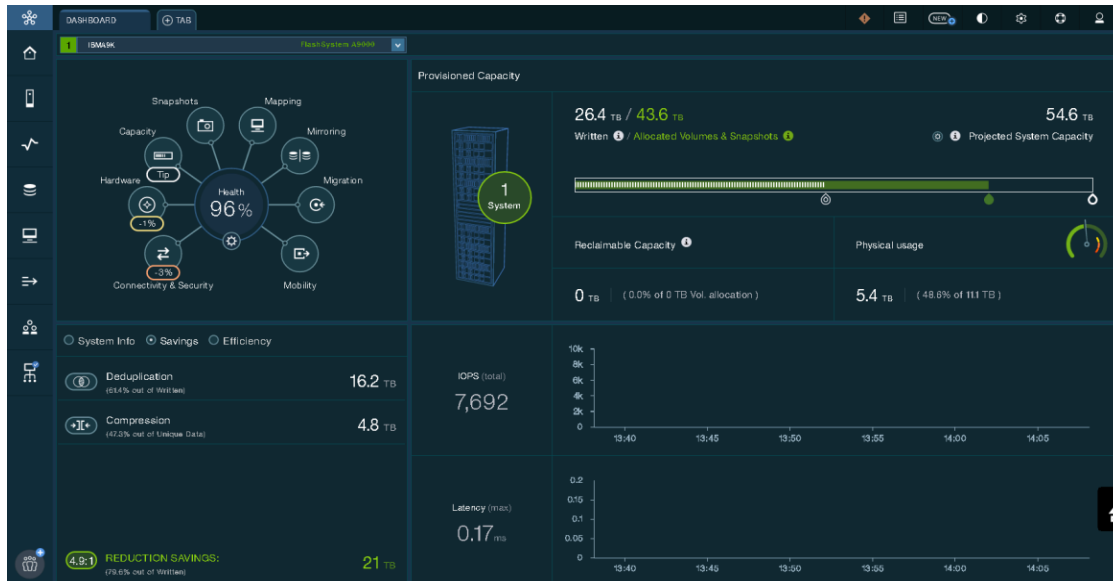 DASHBOARD
TAB
NEW
1 ISMA9K FlashSystem A9000
Snapshots
Mapping
Capacity
Mirroring
Tip
Hardware
Migration
Health
96%
-1%
-3%
Connectivity & Security
Mobility
Provisioned Capacity
26.4 TB / 43.6 TB
54.6 TB
Written / Allocated Volumes & Snapshots
Projected System Capacity
1
System
Reclaimable Capacity
Physical usage
0 TB (0.0% of 0 TB Vol. allocation)
5.4 TB (48.6% of 11.1 TB)
System Info Savings Efficiency
Deduplication
16.2 TB
(61.4% out of Written)
Compression
4.8 TB
(47.3% out of Unique Data)
4.9:1 REDUCTION SAVINGS:
21 TB
(79.6% out of Written)
IOPS (total)
7,692
10k
8k
6k
4k
2k
0
13:40 13:45 13:50 13:55 14:00 14:05
Latency (max)
0.17 ms
0.2
0.15
0.1
0.05
0
13:40 13:45 13:50 13:55 14:00 14:05